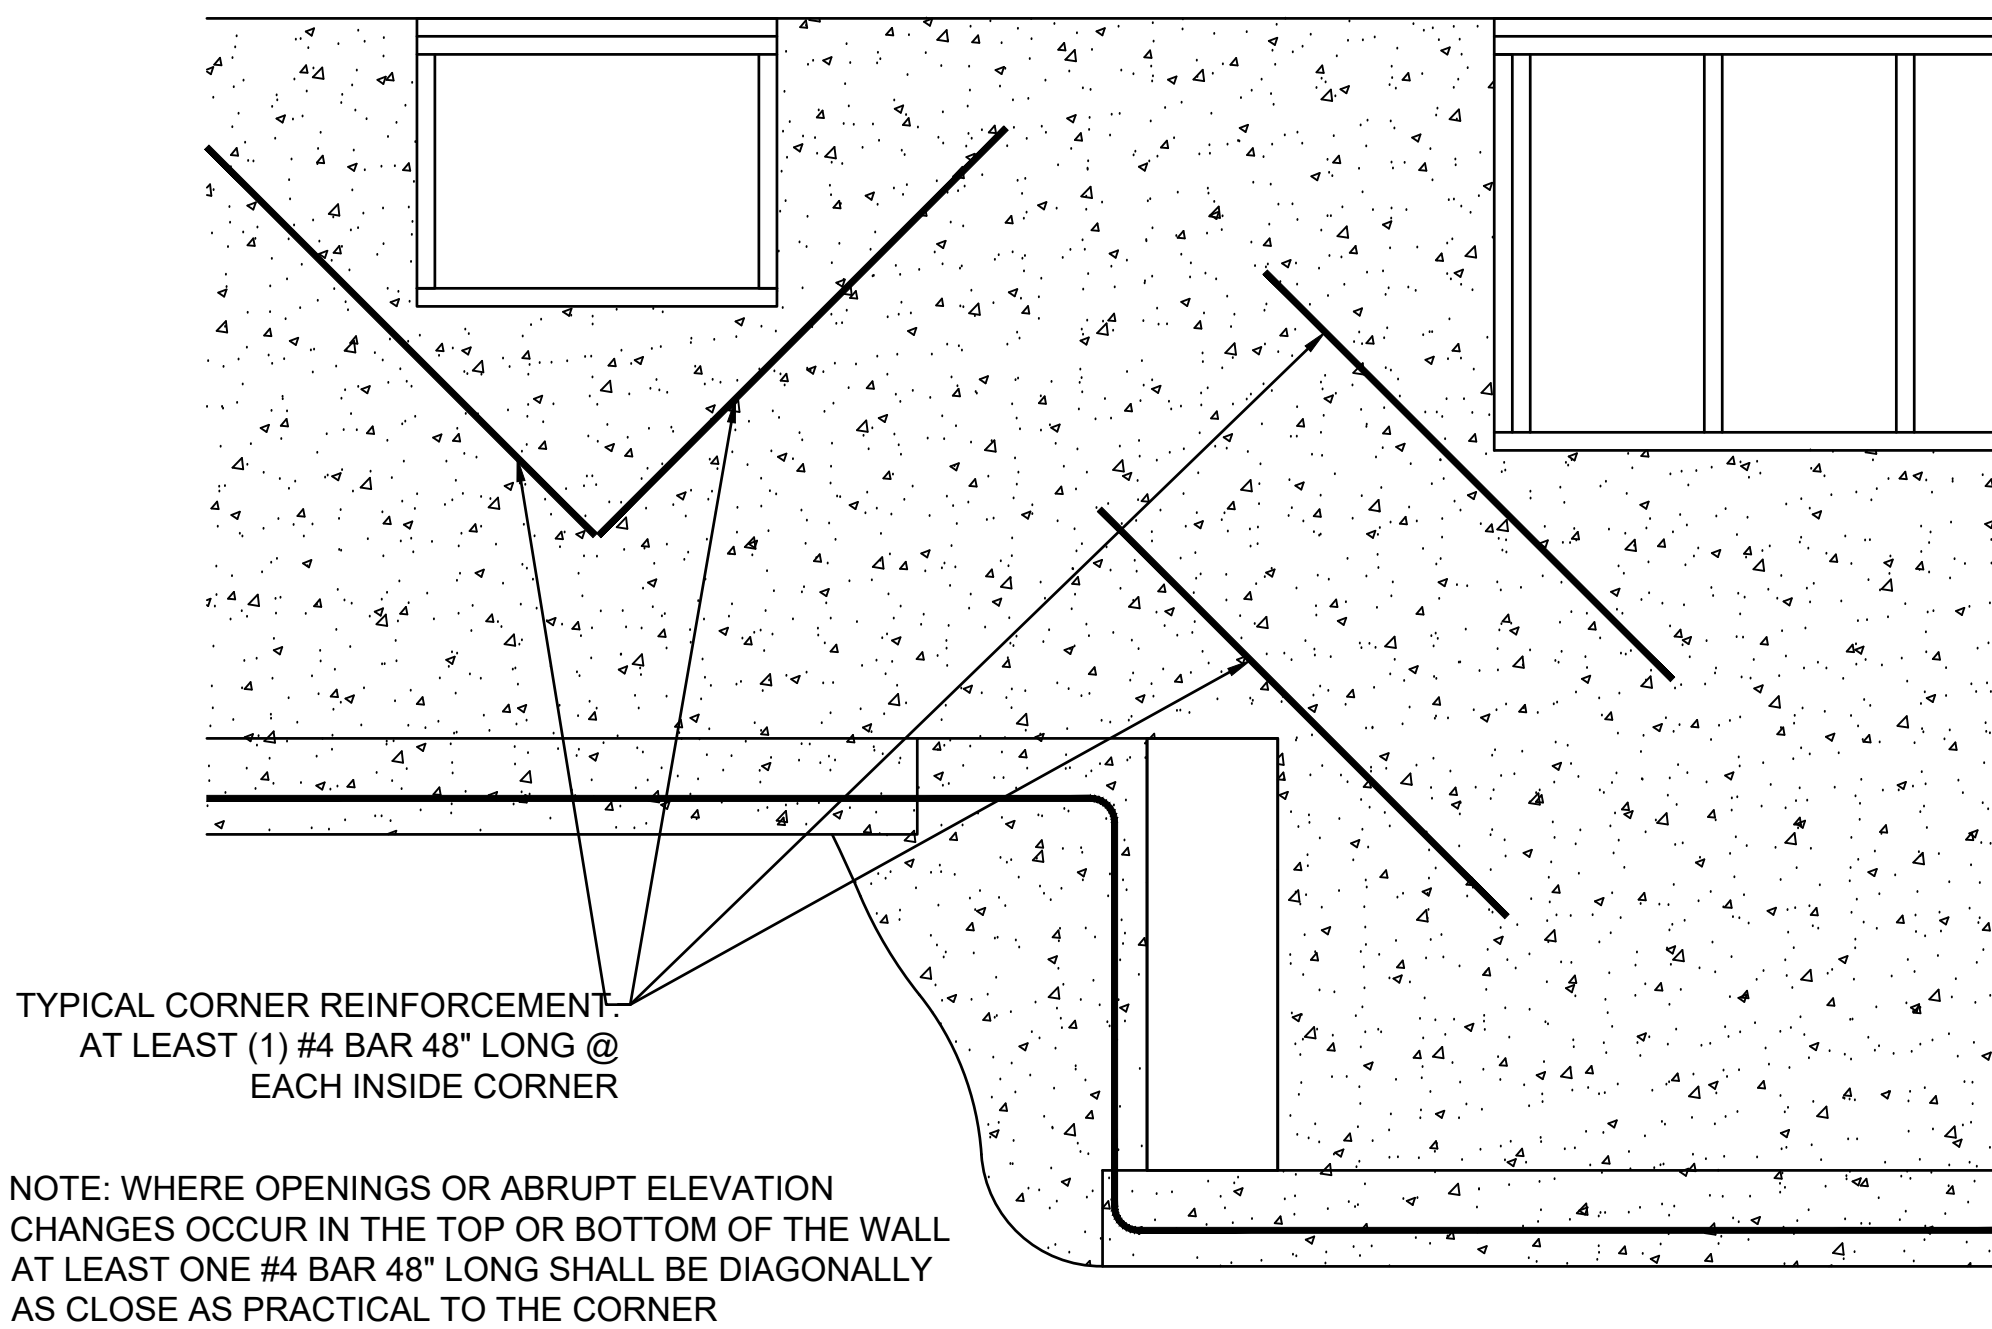 TYPICAL CORNER REINFORCEMENT.
AT LEAST (1) #4 BAR 48" LONG @
EACH INSIDE CORNER
NOTE: WHERE OPENINGS OR ABRUPT ELEVATION
CHANGES OCCUR IN THE TOP OR BOTTOM OF THE WALL
AT LEAST ONE #4 BAR 48" LONG SHALL BE DIAGONALLY
AS CLOSE AS PRACTICAL TO THE CORNER